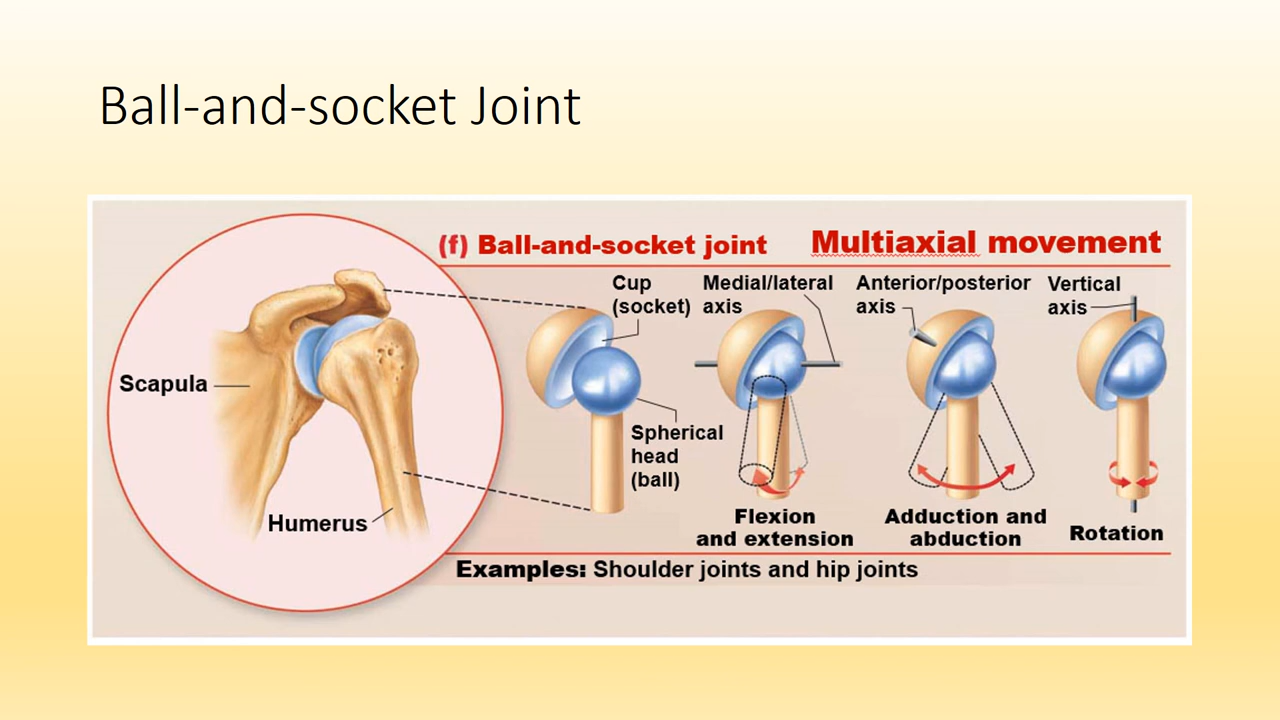 Ball-and-socket Joint
(f) Ball-and-socket joint
Multiaxial movement
Cup
(socket)
Medial/lateral
axis
Anterior/posterior
axis
Vertical
axis
Scapula
Spherical
head
(ball)
Humerus
Flexion
and extension
Adduction and
abduction
Rotation
Examples: Shoulder joints and hip joints